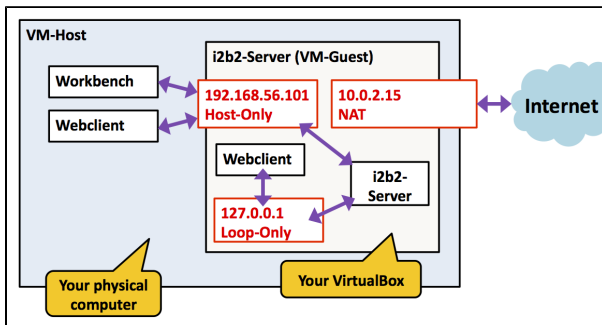 VM-Host
i2b2-Server (VM-Guest)
Workbench
Webclient
192.168.56.101
Host-Only
10.0.2.15
NAT
Internet
Webclient
i2b2-
Server
127.0.0.1
Loop-Only
Your physical
computer
Your VirtualBox